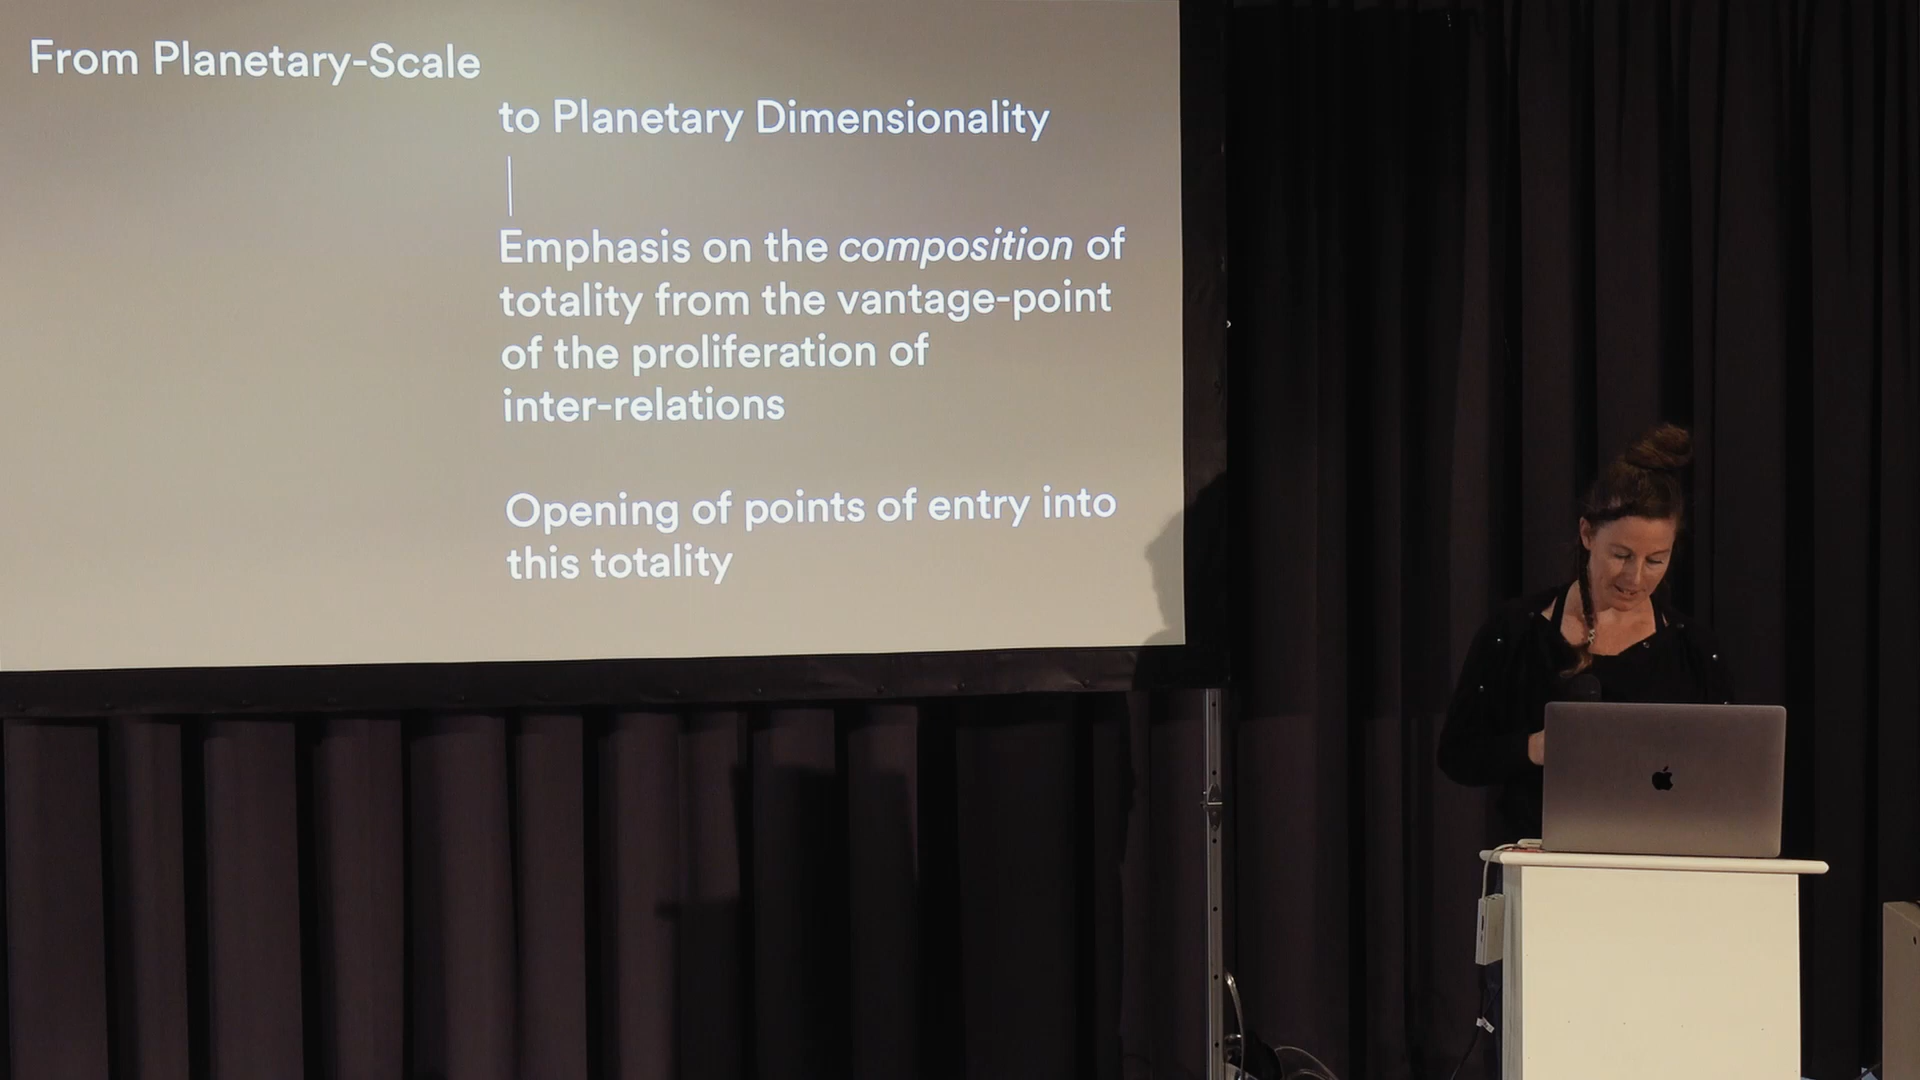 From Planetary-Scale
to Planetary Dimensionality
Emphasis on the composition of
totality from the vantage-point
of the proliferation of
inter-relations
Opening of points of entry into
this totality